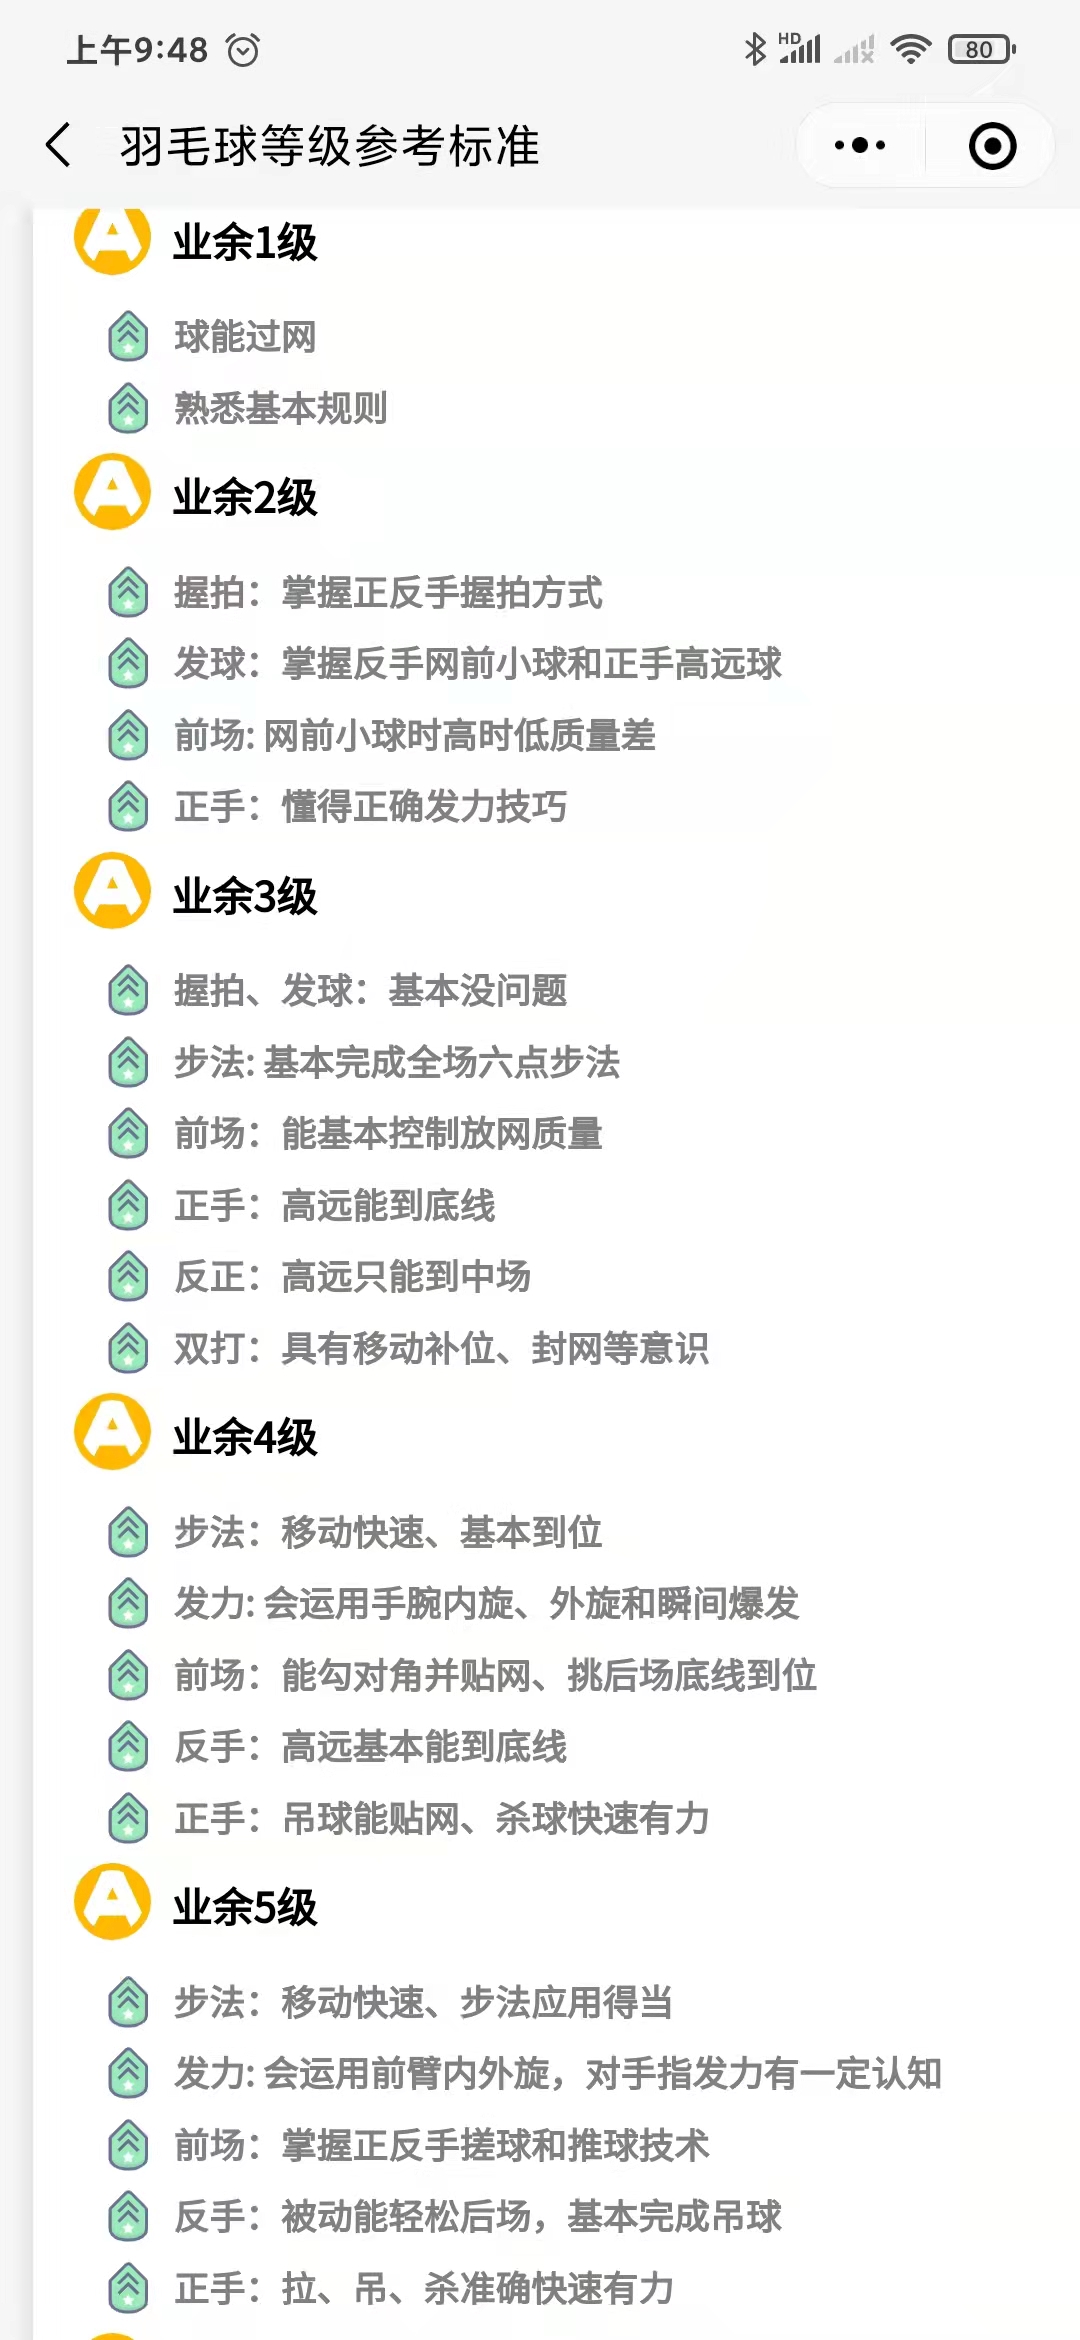 上午9:48
HD
80
羽毛球等级参考标准
A 业余1级
球能过网
熟悉基本规则
A 业余2级
握拍：掌握正反手握拍方式
发球：掌握反手网前小球和正手高远球
前场: 网前小球时高时低质量差
正手：懂得正确发力技巧
A 业余3级
握拍、发球：基本没问题
步法: 基本完成全场六点步法
前场：能基本控制放网质量
正手：高远能到底线
反正：高远只能到中场
双打：具有移动补位、封网等意识
A 业余4级
步法：移动快速、基本到位
发力: 会运用手腕内旋、外旋和瞬间爆发
前场：能勾对角并贴网、挑后场底线到位
反手：高远基本能到底线
正手：吊球能贴网、杀球快速有力
A 业余5级
步法：移动快速、步法应用得当
发力: 会运用前臂内外旋，对手指发力有一定认知
前场：掌握正反手搓球和推球技术
反手：被动能轻松后场，基本完成吊球
正手：拉、吊、杀准确快速有力